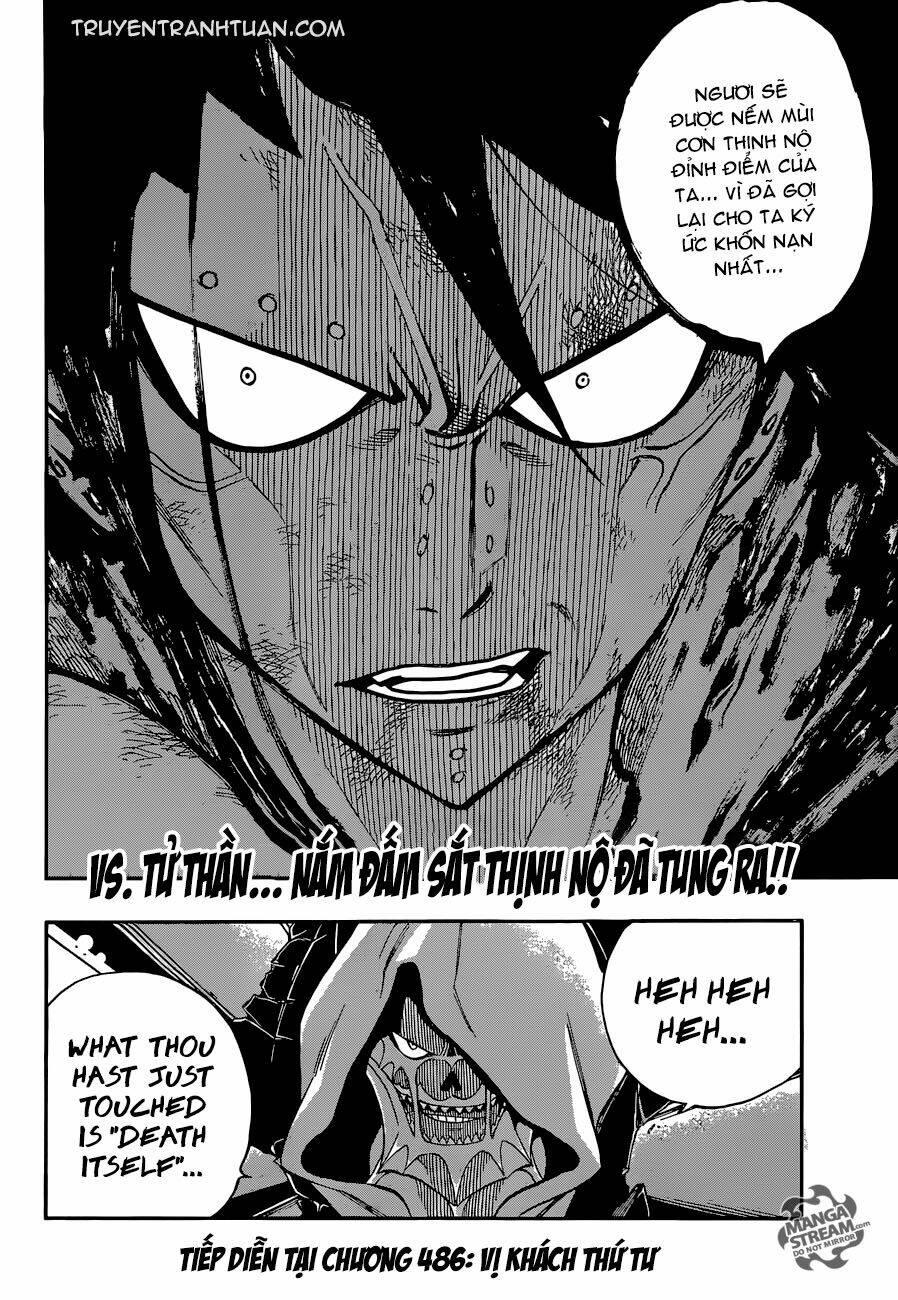 TRUYENTRANHTUAN.COM
NGƯƠI SẼ
ĐƯỢC NẾM MÙI
CƠN THỊNH NỘ
ĐỈNH ĐIỂM CỦA
TA... VÌ ĐÃ GỢI
LẠI CHO TA KÝ
ỨC KHỐN NẠN
NHẤT...
VS. TỬ THẦN... NẮM ĐẤM SẮT THỊNH NỘ ĐÃ TUNG RA!!
HEH HEH
HEH...
WHAT THOU
HAST JUST
TOUCHED
IS "DEATH
ITSELF"...
MANGA
STREAM.com
DO NOT MIRROR
TIẾP DIỄN TẠI CHƯƠNG 486: VỊ KHÁCH THỨ TƯ